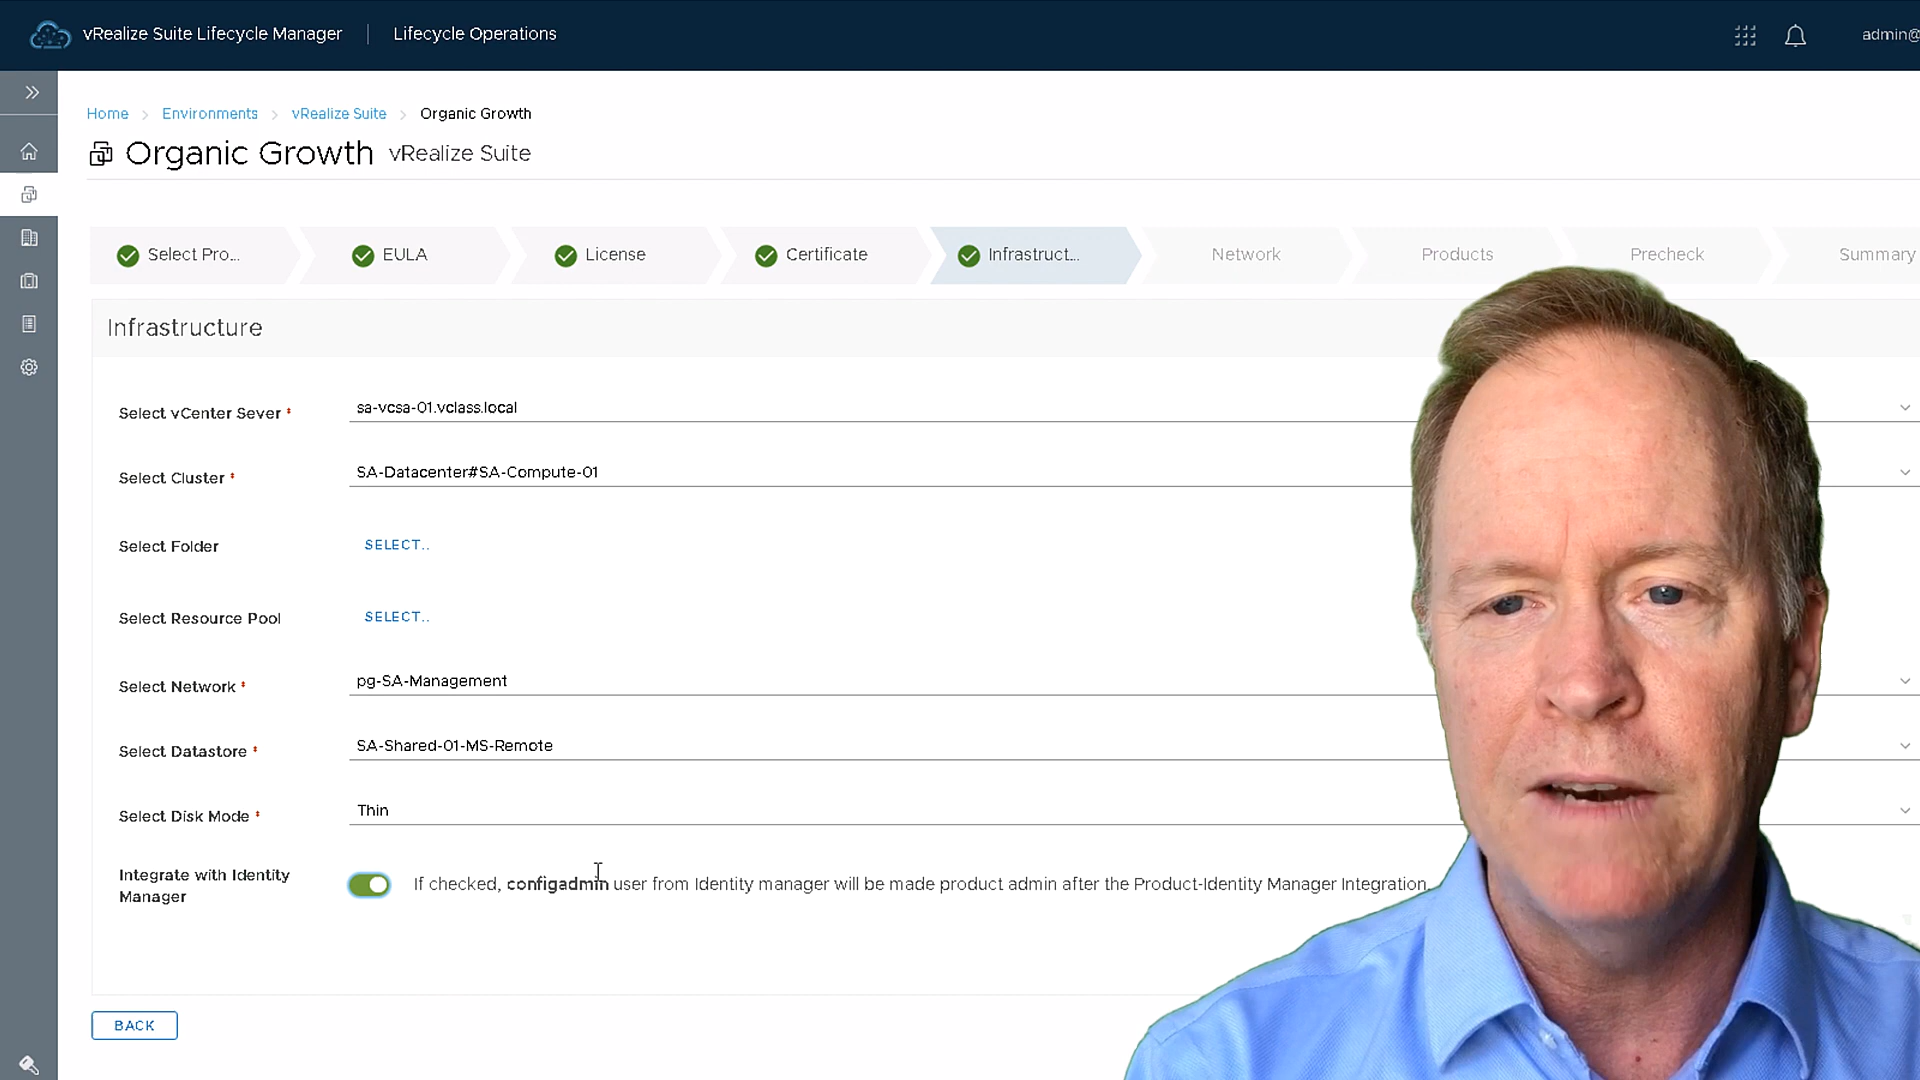 vRealize Suite Lifecycle Manager | Lifecycle Operations
admin@
Home > Environments > vRealize Suite > Organic Growth
Organic Growth vRealize Suite
Select Pro... EULA License Certificate Infrastruct... Network Products Precheck Summary
Infrastructure
Select vCenter Sever * sa-vcsa-01.vclass.local
Select Cluster * SA-Datacenter#SA-Compute-01
Select Folder SELECT..
Select Resource Pool SELECT..
Select Network * pg-SA-Management
Select Datastore * SA-Shared-01-MS-Remote
Select Disk Mode * Thin
Integrate with Identity
Manager
If checked, configadmin user from Identity manager will be made product admin after the Product-Identity Manager Integration.
BACK